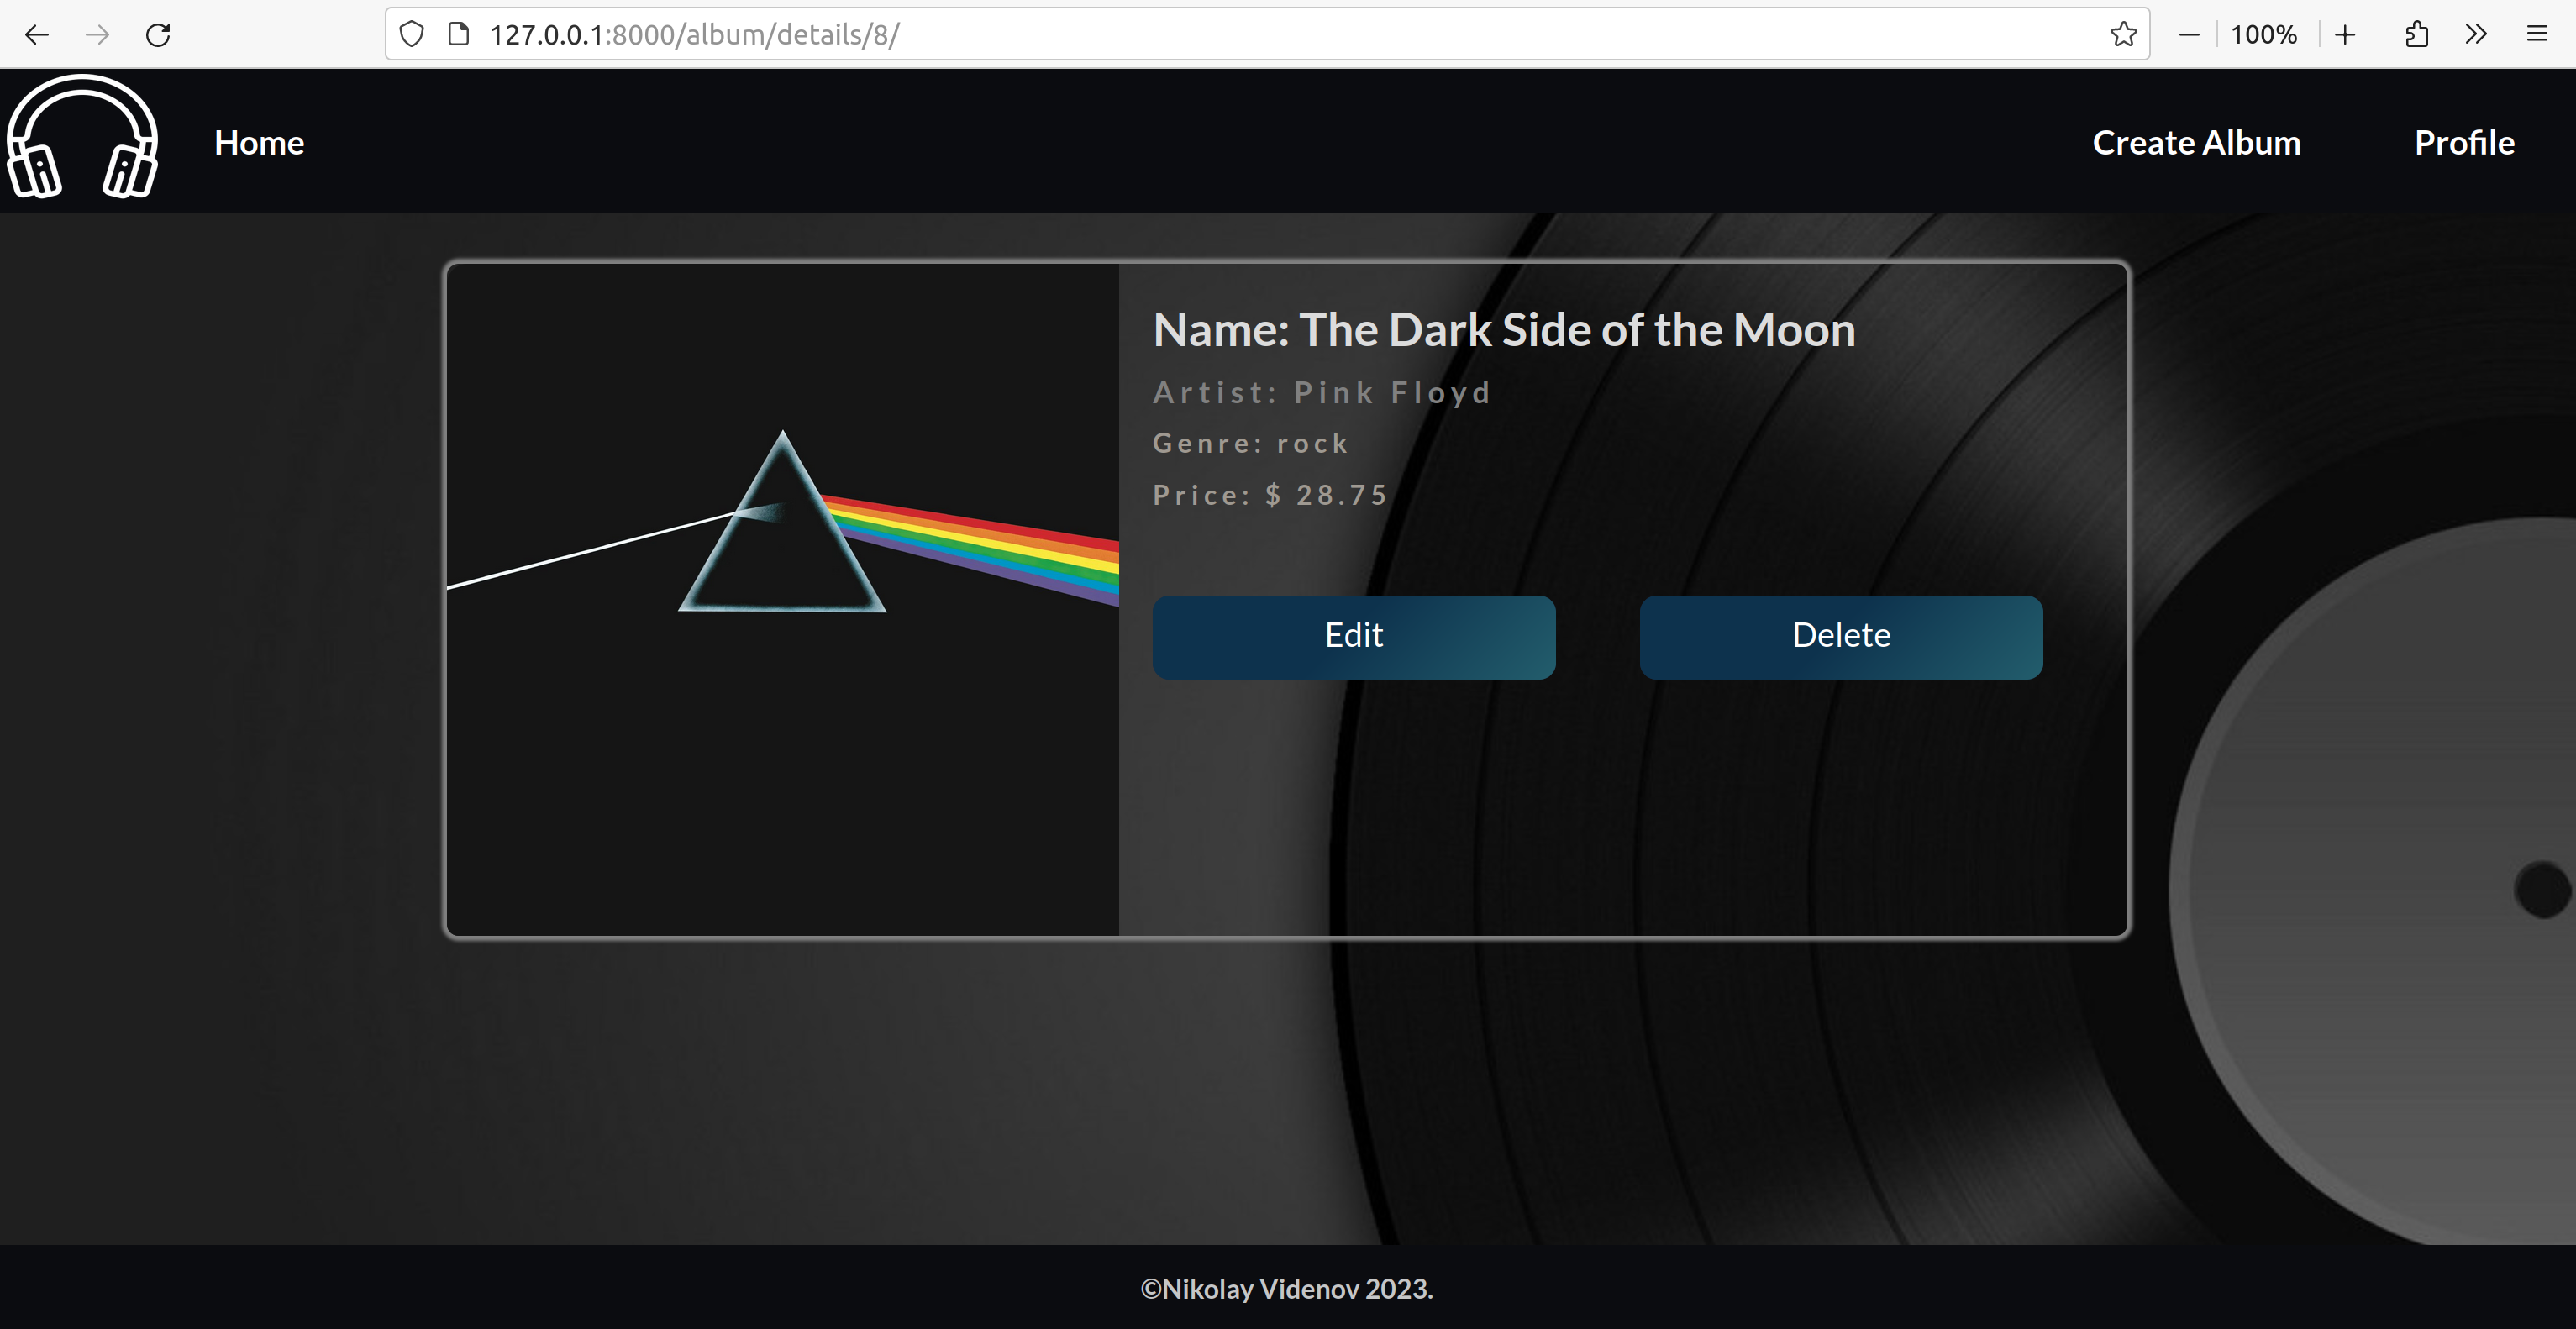 127.0.0.1:8000/album/details/8/
100%
Home
Create Album
Profile
Name: The Dark Side of the Moon
Artist: Pink Floyd
Genre: rock
Price: $ 28.75
Edit
Delete
©Nikolay Videnov 2023.